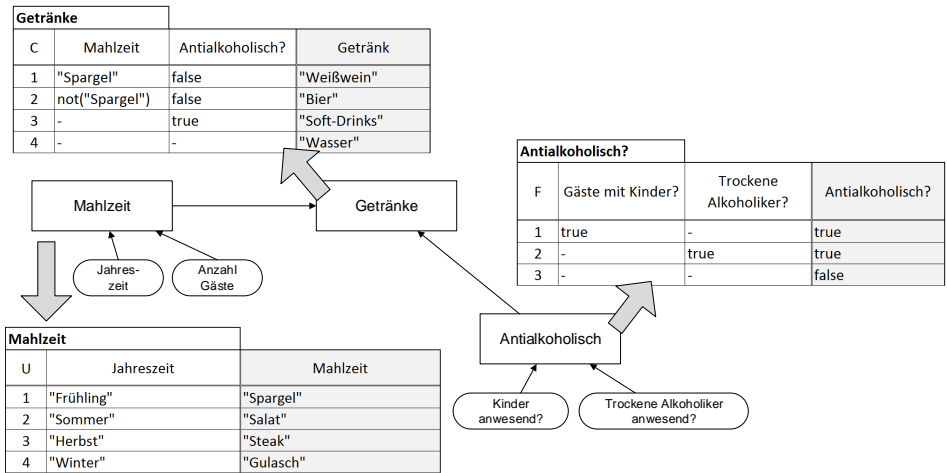 Getränke
C Mahlzeit Antialkoholisch? Getränk
1 "Spargel" false "Weißwein"
2 not("Spargel") false "Bier"
3 - true "Soft-Drinks"
4 - - "Wasser"
Antialkoholisch?
F Gäste mit Kinder? Trockene Alkoholiker? Antialkoholisch?
1 true - true
2 - true true
3 - - false
Mahlzeit
Getränke
Jahres-
zeit
Anzahl
Gäste
Antialkoholisch
Kinder
anwesend?
Trockene Alkoholiker
anwesend?
Mahlzeit
U Jahreszeit Mahlzeit
1 "Frühling" "Spargel"
2 "Sommer" "Salat"
3 "Herbst" "Steak"
4 "Winter" "Gulasch"